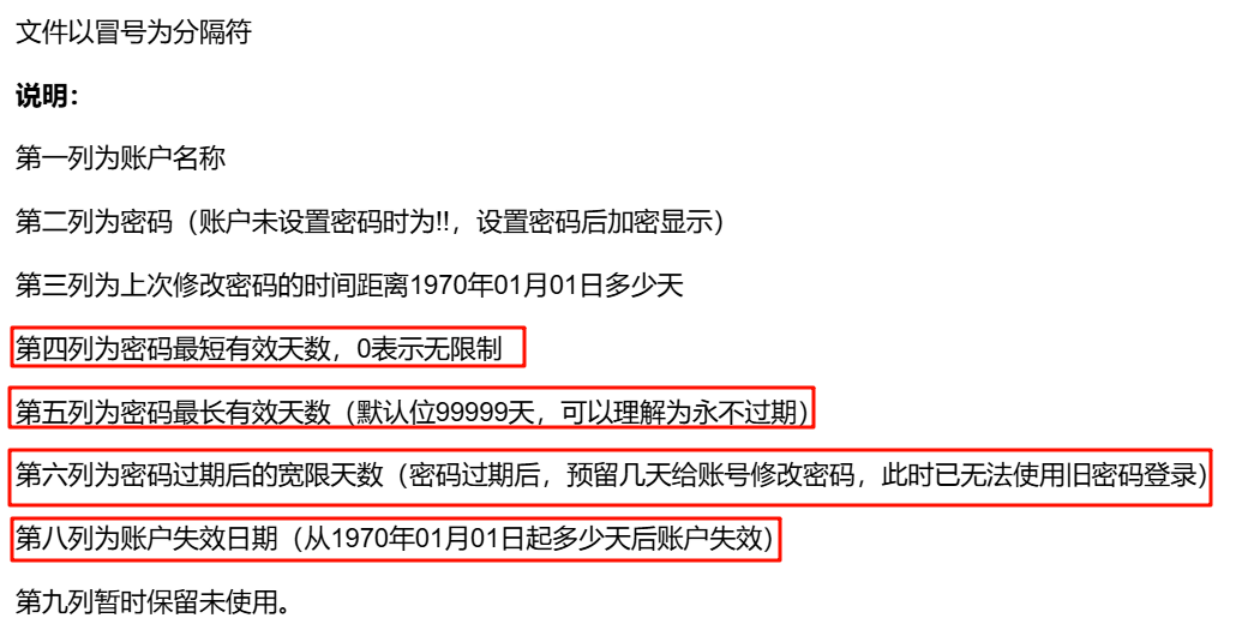 文件以冒号为分隔符
说明：
第一列为账户名称
第二列为密码（账户未设置密码时为!!，设置密码后加密显示）
第三列为上次修改密码的时间距离1970年01月01日多少天
第四列为密码最短有效天数，0表示无限制
第五列为密码最长有效天数（默认位99999天，可以理解为永不过期）
第六列为密码过期后的宽限天数（密码过期后，预留几天给账号修改密码，此时已无法使用旧密码登录）
第八列为账户失效日期（从1970年01月01日起多少天后账户失效）
第九列暂时保留未使用。